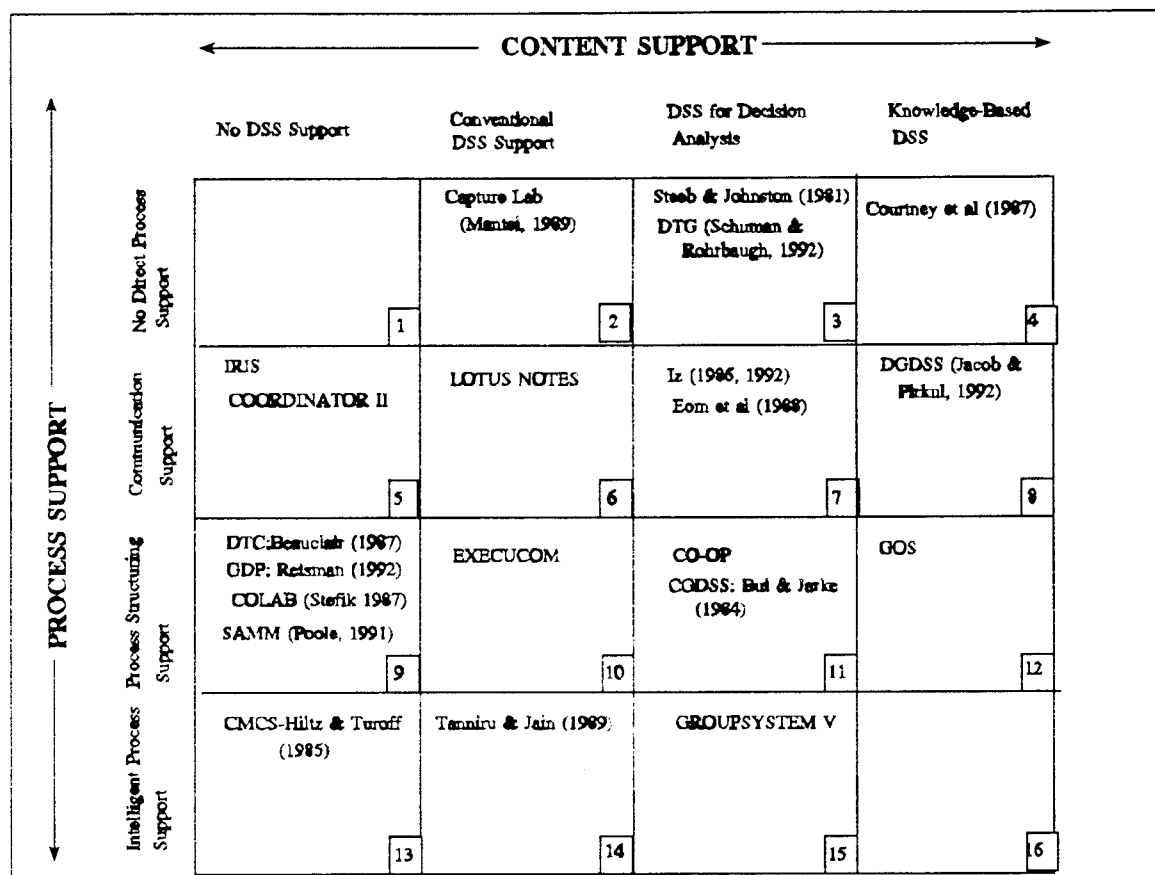 CONTENT SUPPORT
No DSS Support
Conventional
DSS Support
DSS for Decision
Analysis
Knowledge-Based
DSS
PROCESS SUPPORT
No Direct Process
Support
Capture Lab
(Mantei, 1989)
Steeb & Johnston (1981)
DTG (Schuman &
Rohrbaugh, 1992)
Courtney et al (1987)
1
2
3
4
Communication
Support
IRIS
COORDINATOR II
LOTUS NOTES
Iz (1986, 1992)
Eom et al (1988)
DGDSS (Jacob &
Pirkul, 1992)
5
6
7
8
Process Structuring
Support
DTC;Beauclair (1987)
GDP; Reisman (1992)
COLAB (Stefik 1987)
SAMM (Poole, 1991)
EXECUCOM
CO-OP
CGDSS; Bui & Jarke
(1984)
GOS
9
10
11
12
Intelligent Process
Support
CMCS-Hiltz & Turoff
(1985)
Tanniru & Jain (1989)
GROUPSYSTEM V
13
14
15
16